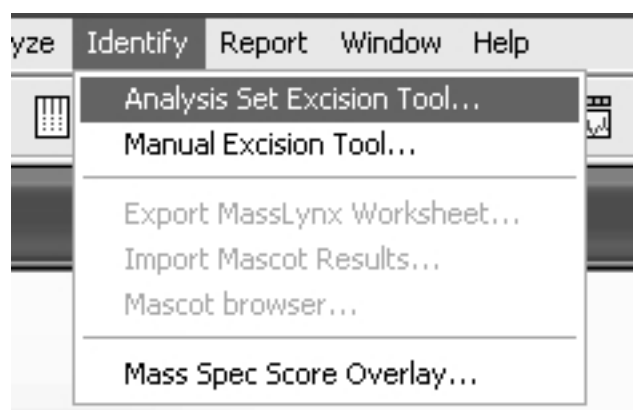 yze Identify Report Window Help
Analysis Set Excision Tool...
Manual Excision Tool...
Export MassLynx Worksheet...
Import Mascot Results...
Mascot browser...
Mass Spec Score Overlay...